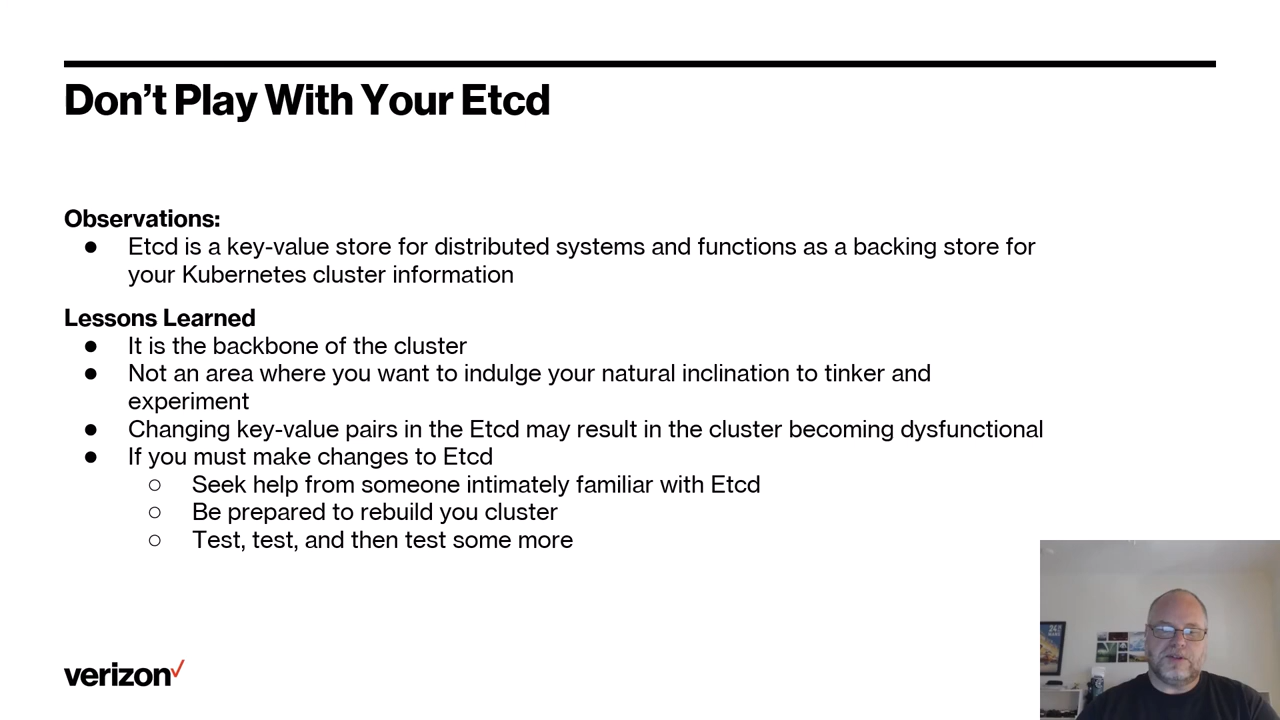 Don’t Play With Your Etcd
Observations:
● Etcd is a key-value store for distributed systems and functions as a backing store for
your Kubernetes cluster information
Lessons Learned
● It is the backbone of the cluster
● Not an area where you want to indulge your natural inclination to tinker and
experiment
● Changing key-value pairs in the Etcd may result in the cluster becoming dysfunctional
● If you must make changes to Etcd
○ Seek help from someone intimately familiar with Etcd
○ Be prepared to rebuild you cluster
○ Test, test, and then test some more
verizon✓